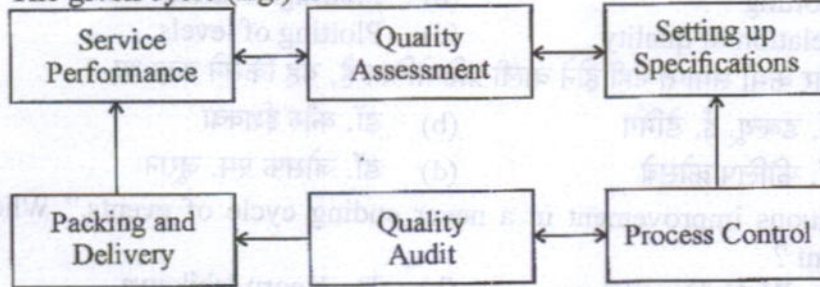 Service
Performance
Quality
Assessment
Setting up
Specifications
Packing and
Delivery
Quality
Audit
Process Control